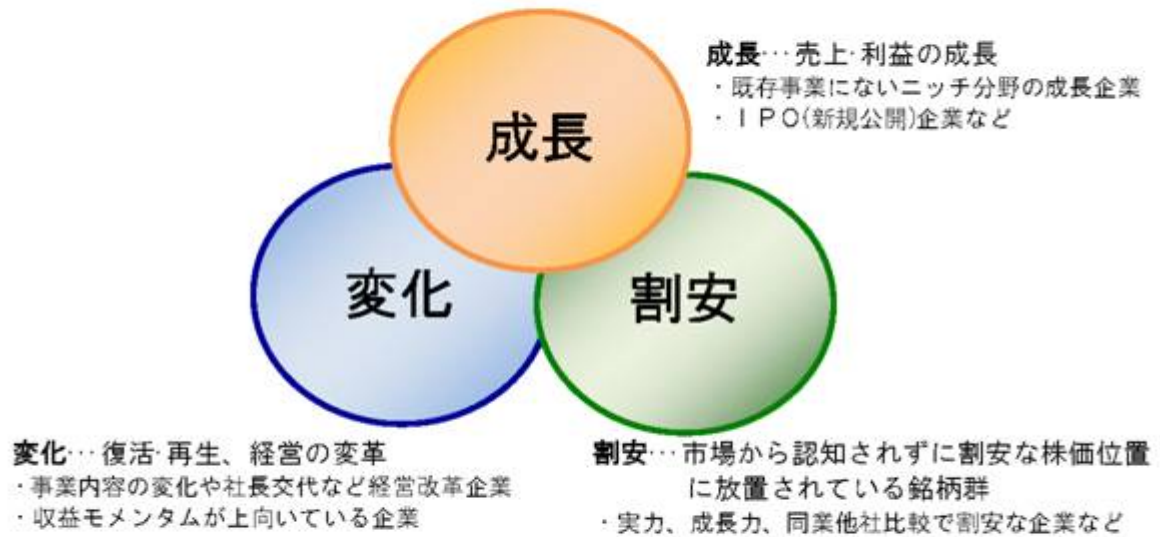 成長…売上・利益の成長
・既存事業にないニッチ分野の成長企業
・ＩＰＯ(新規公開)企業など
成長
変化
割安
変化…復活・再生、経営の変革
・事業内容の変化や社長交代など経営改革企業
・収益モメンタムが上向いている企業
割安…市場から認知されずに割安な株価位置
に放置されている銘柄群
・実力、成長力、同業他社比較で割安な企業など